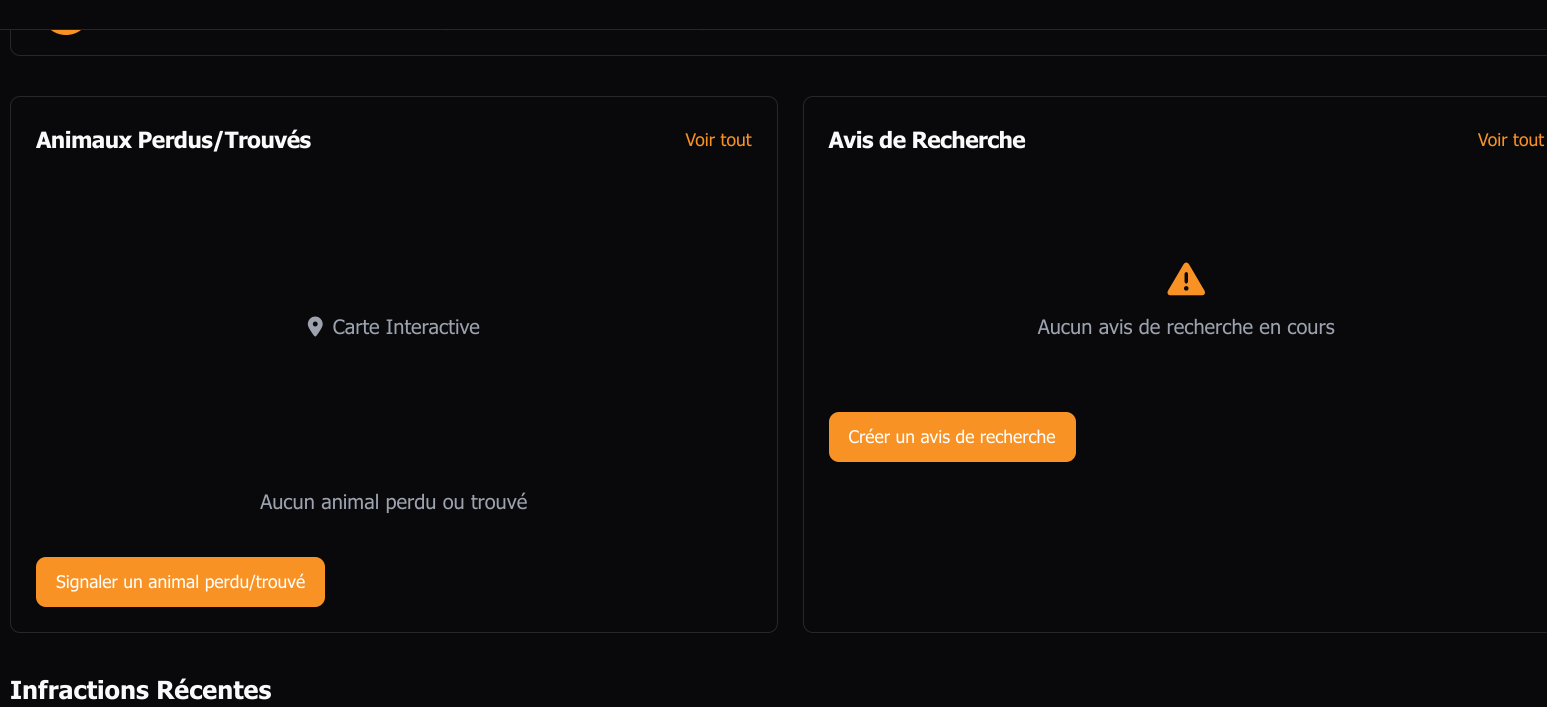 Animaux Perdus/Trouvés
Voir tout
Carte Interactive
Aucun animal perdu ou trouvé
Signaler un animal perdu/trouvé
Avis de Recherche
Voir tout
Aucun avis de recherche en cours
Créer un avis de recherche
Infractions Récentes